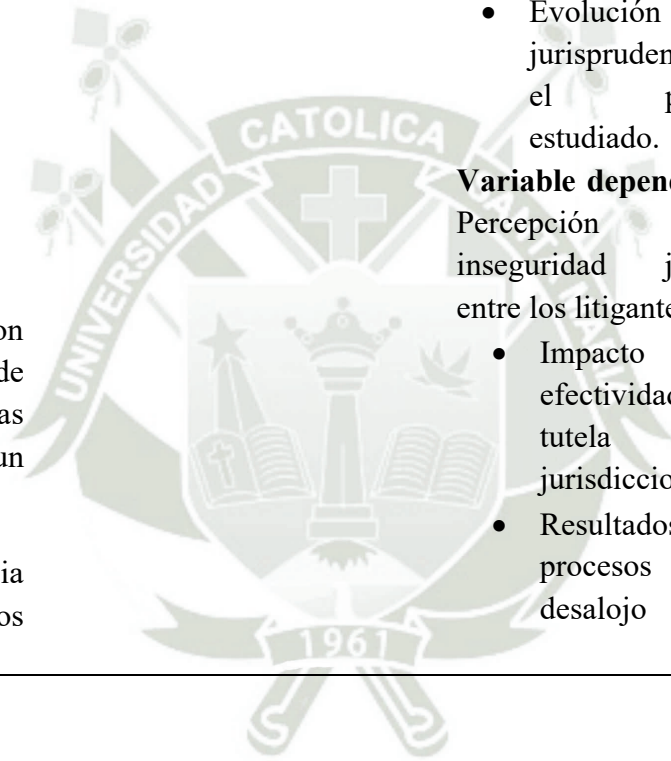 on
de
as
un
ia
os
• Evolución
jurispruden
el p
estudiado.
Variable depen
Percepción
inseguridad j
entre los litigante
• Impacto
efectividad
tutela
jurisdiccio
• Resultados
procesos
desalojo
UNIVERSIDAD CATOLICA
1961